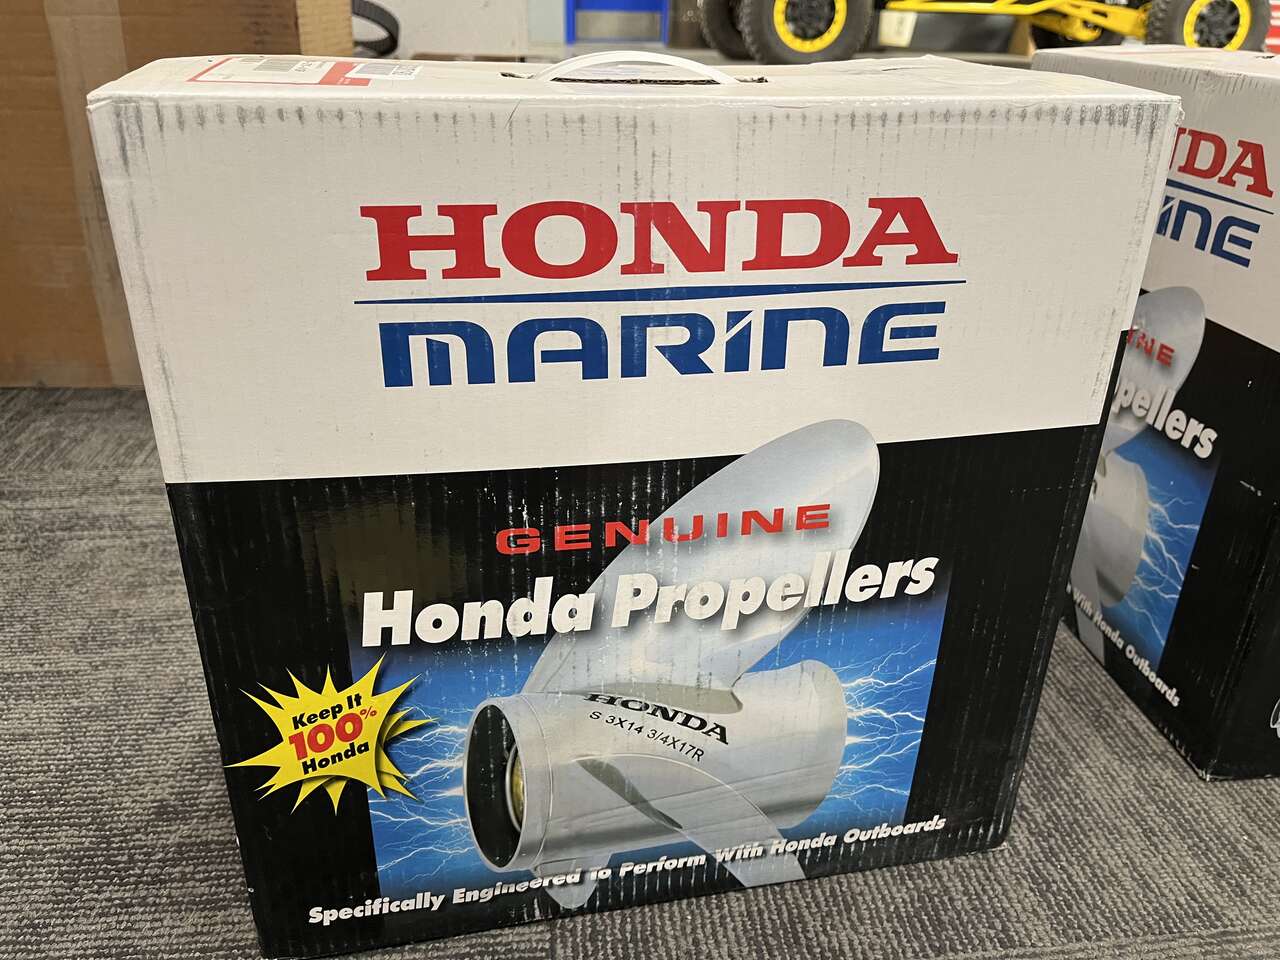 HONDA
MARINE
GENUINE
Honda Propellers
Keep It
100%
Honda
HONDA
S 3X14 3/4X17R
Specifically Engineered to Perform With Honda Outboards
NDA
INE
INE
pellers
With Honda Outboards